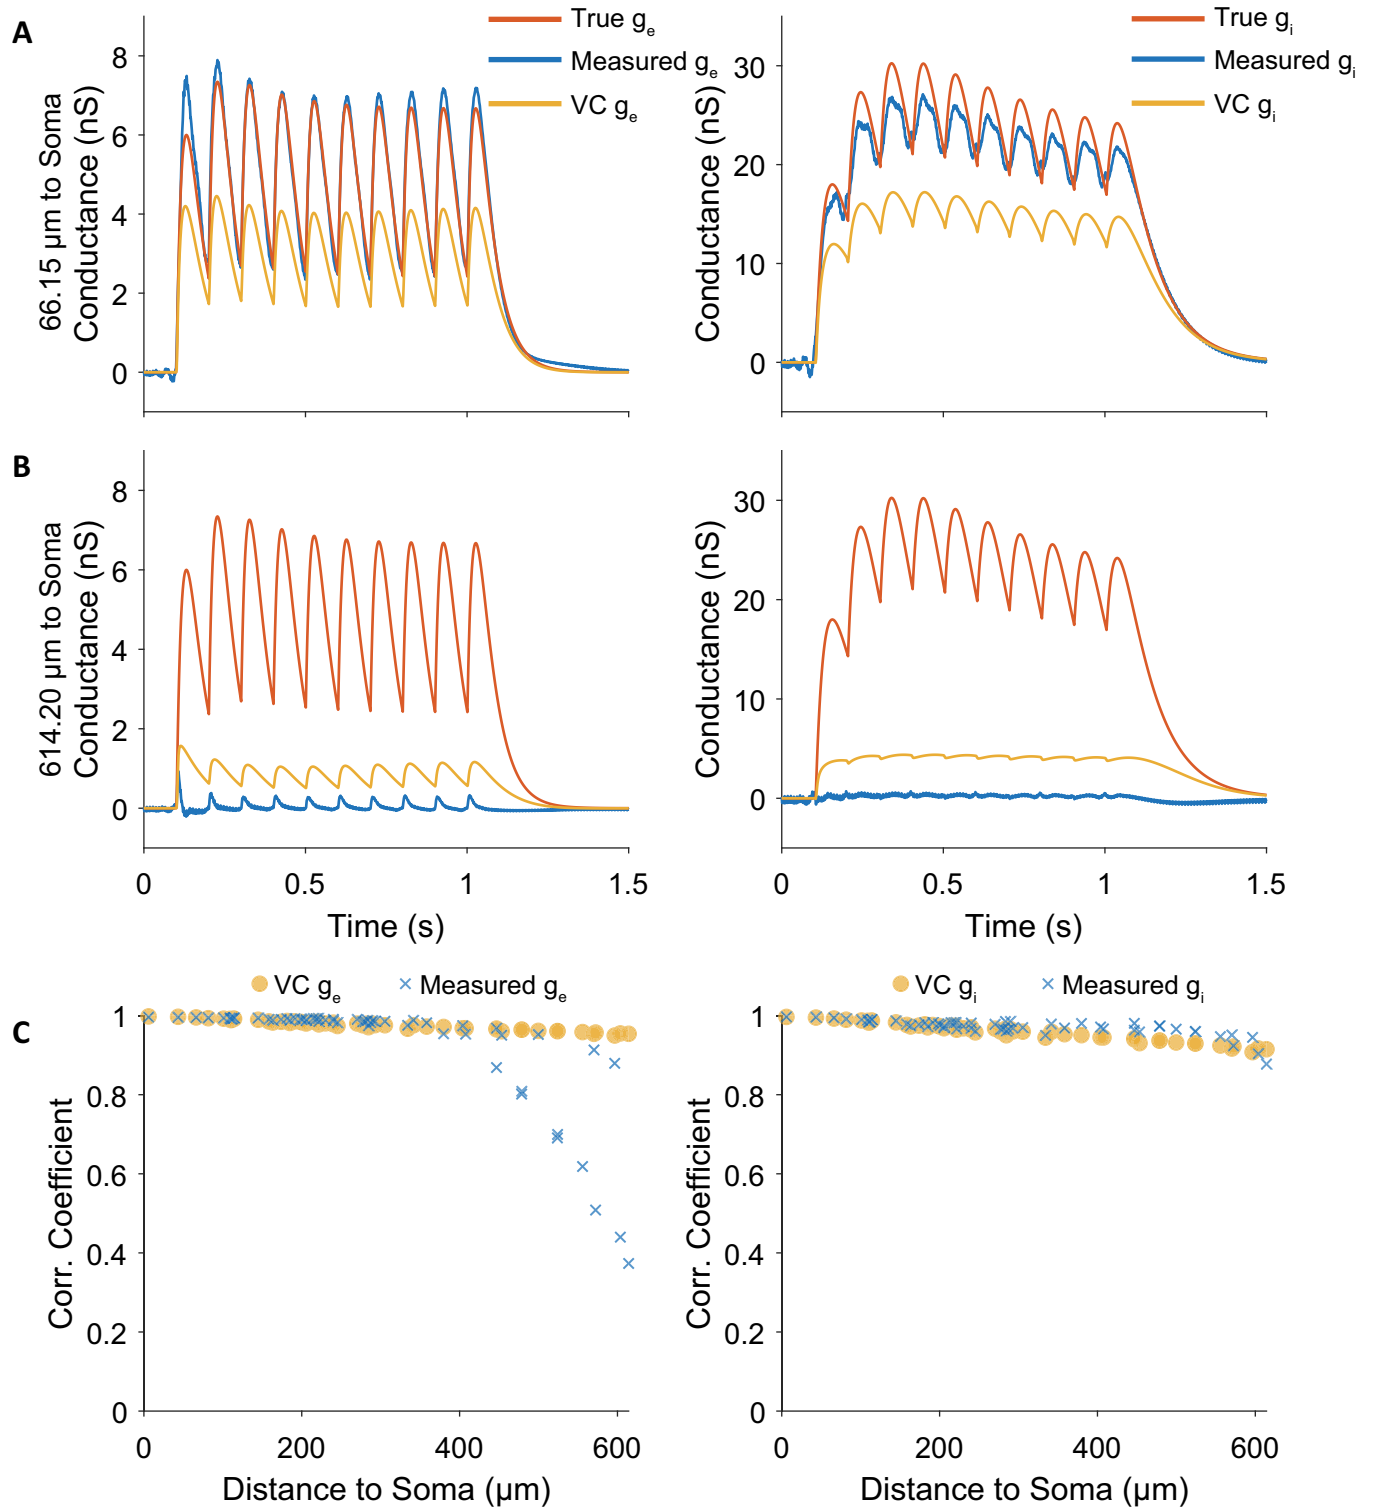 A
True gₑ
Measured gₑ
VC gₑ
8
6
4
2
0
66.15 µm to Soma
Conductance (nS)
True gᵢ
Measured gᵢ
VC gᵢ
30
20
10
0
Conductance (nS)
B
8
6
4
2
0
614.20 µm to Soma
Conductance (nS)
0 0.5 1 1.5
Time (s)
30
20
10
0
Conductance (nS)
0 0.5 1 1.5
Time (s)
C
VC gₑ Measured gₑ
1
0.8
0.6
0.4
0.2
0
Corr. Coefficient
0 200 400 600
Distance to Soma (µm)
VC gᵢ Measured gᵢ
1
0.8
0.6
0.4
0.2
0
Corr. Coefficient
0 200 400 600
Distance to Soma (µm)